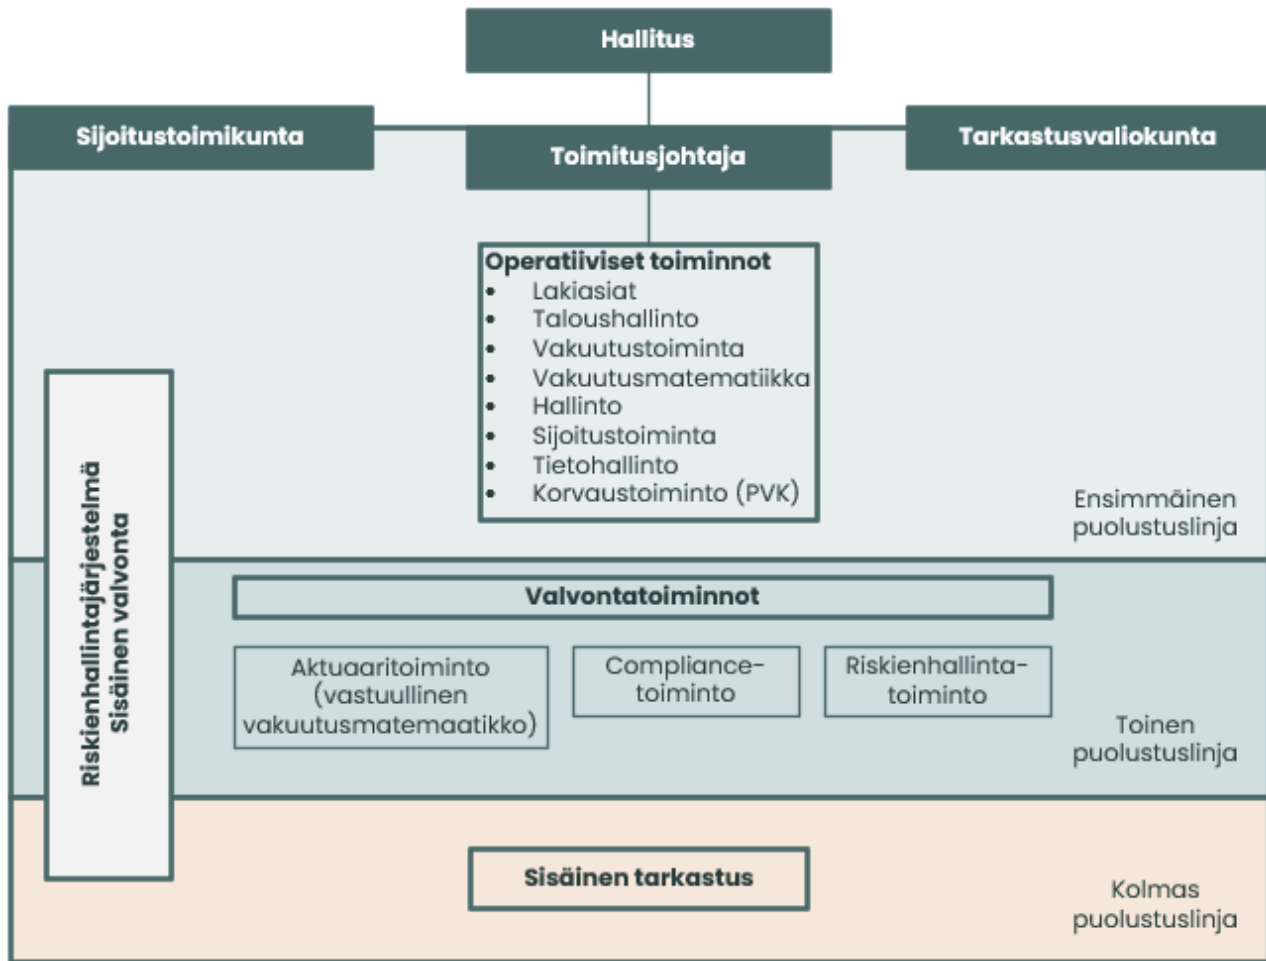 Hallitus
Sijoitustoimikunta
Toimitusjohtaja
Tarkastusvaliokunta
Operatiiviset toiminnot
• Lakiasiat
• Taloushallinto
• Vakuutustoiminta
• Vakuutusmatematiikka
• Hallinto
• Sijoitustoiminta
• Tietohallinto
• Korvaustoiminto (PVK)
Ensimmäinen
puolustuslinja
Riskienhallintajärjestelmä
Sisäinen valvonta
Valvontatoiminnot
Aktuaaritoiminto
(vastuullinen
vakuutusmatemaatikko)
Compliance-
toiminto
Riskienhallinta-
toiminto
Toinen
puolustuslinja
Sisäinen tarkastus
Kolmas
puolustuslinja